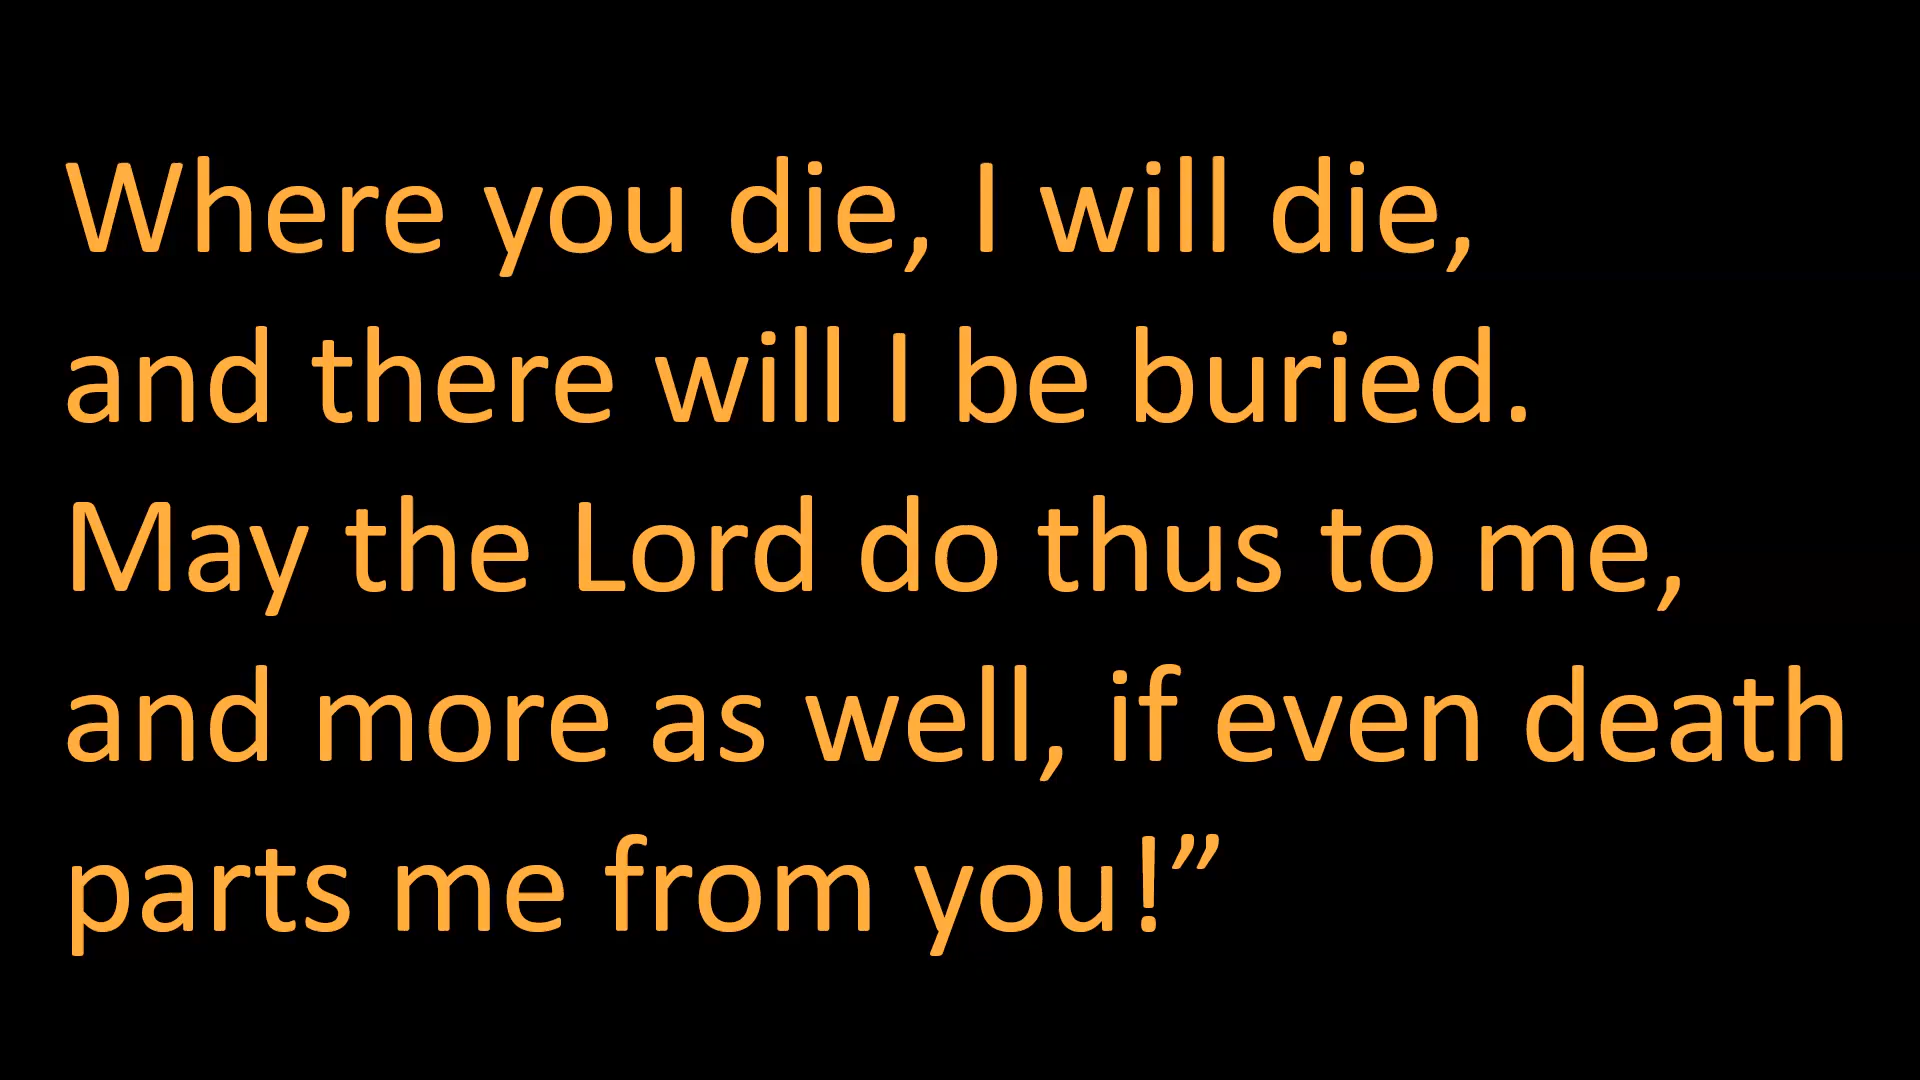 Where you die, I will die,
and there will I be buried.
May the Lord do thus to me,
and more as well, if even death
parts me from you!”